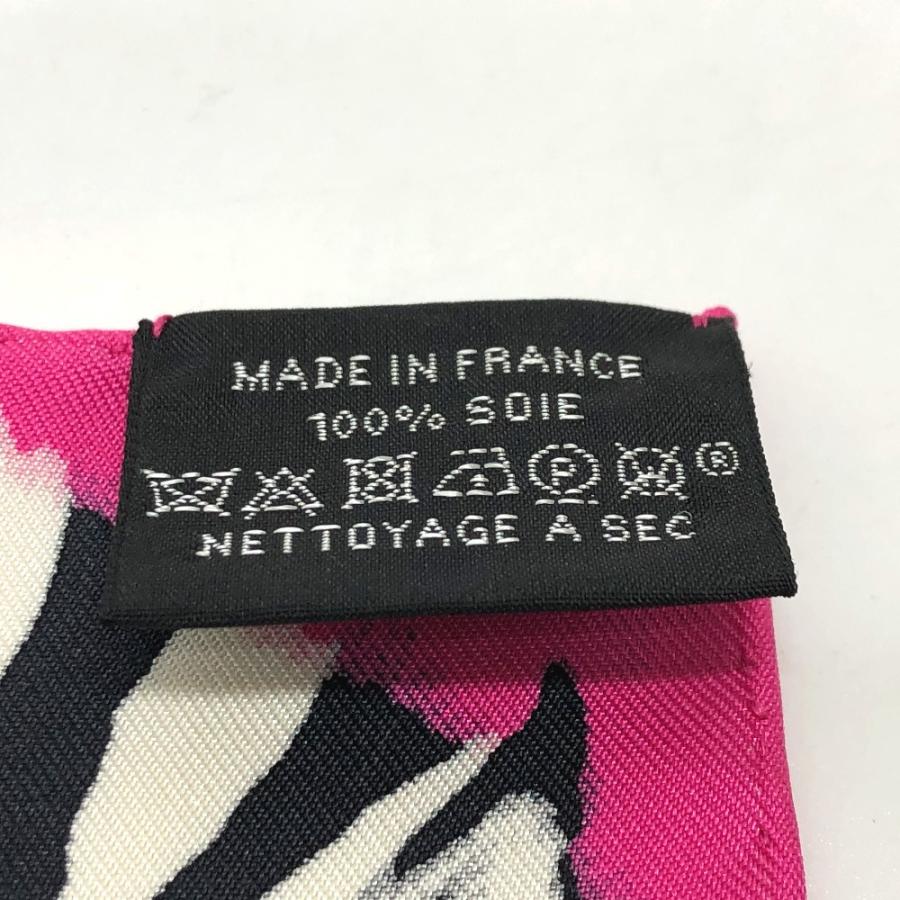 MADE IN FRANCE
100% SOIE
P W ®
NETTOYAGE A SEC